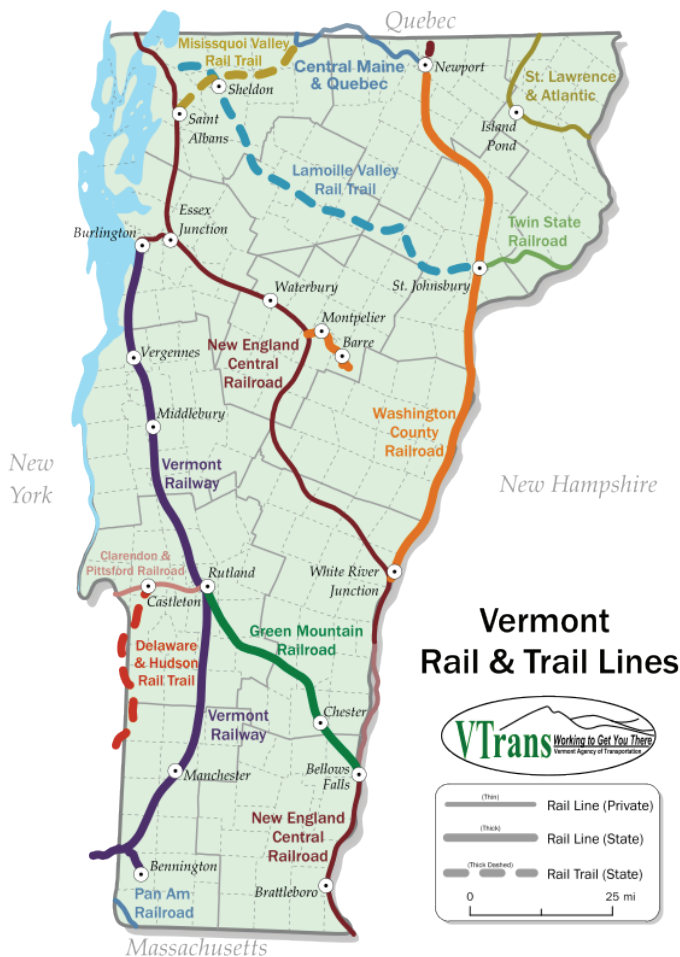 Quebec
Misissquoi Valley
Rail Trail
Central Maine
& Quebec
Newport
St. Lawrence
& Atlantic
Sheldon
Saint
Albans
Island
Pond
Lamoille Valley
Rail Trail
Essex
Junction
Burlington
Twin State
Railroad
St. Johnsbury
Waterbury
Montpelier
Barre
New England
Central
Railroad
Vergennes
Middlebury
Washington
County
Railroad
Vermont
Railway
New
York
New Hampshire
Clarendon &
Pittsford Railroad
Rutland
Castleton
White River
Junction
Delaware
& Hudson
Rail Trail
Green Mountain
Railroad
Vermont
Rail & Trail Lines
Vermont
Railway
Chester
Manchester
Bellows
Falls
VTrans
Working to Get You There
Vermont Agency of Transportation
New England
Central
Railroad
Bennington
Brattleboro
Pan Am
Railroad
Massachusetts
(Thin)
Rail Line (Private)
(Thick)
Rail Line (State)
(Thick Dashed)
Rail Trail (State)
0
25 mi